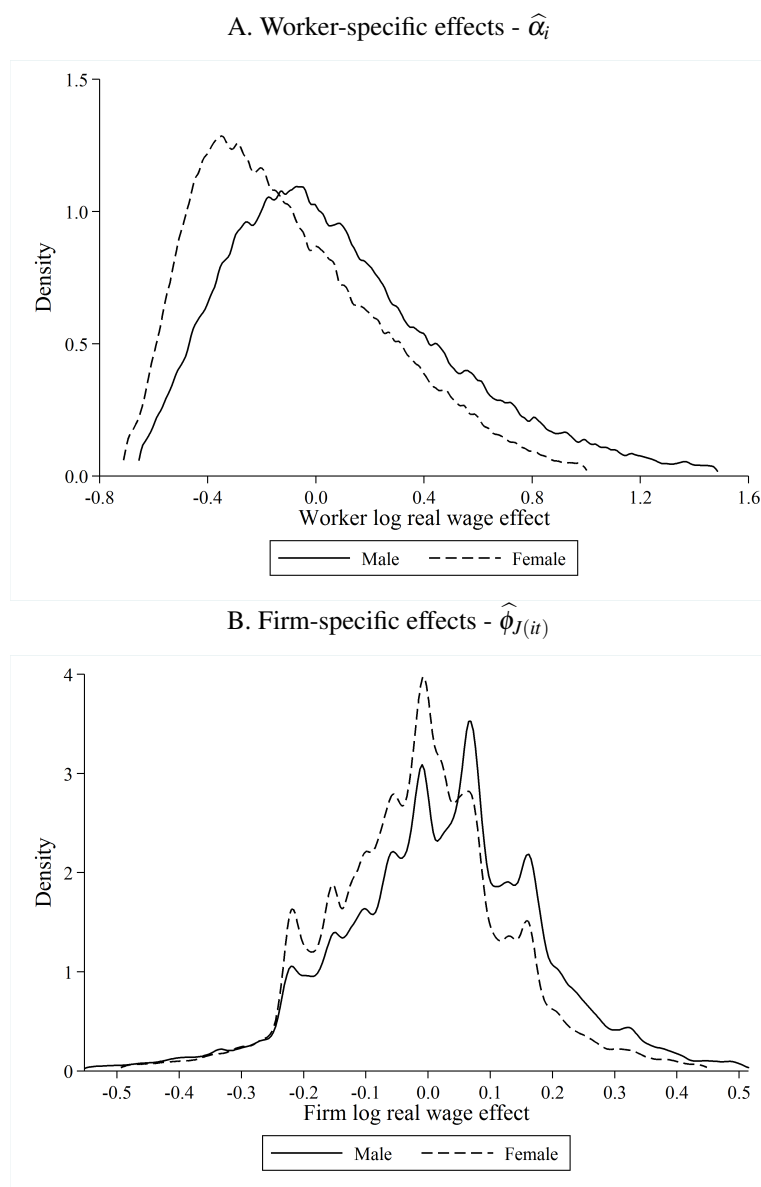 A. Worker-specific effects - α̂ᵢ
1.5
1.0
Density
0.5
0.0
-0.8 -0.4 0.0 0.4 0.8 1.2 1.6
Worker log real wage effect
Male Female
B. Firm-specific effects - ϕ̂J(it)
4
3
Density
2
1
0
-0.5 -0.4 -0.3 -0.2 -0.1 0.0 0.1 0.2 0.3 0.4 0.5
Firm log real wage effect
Male Female